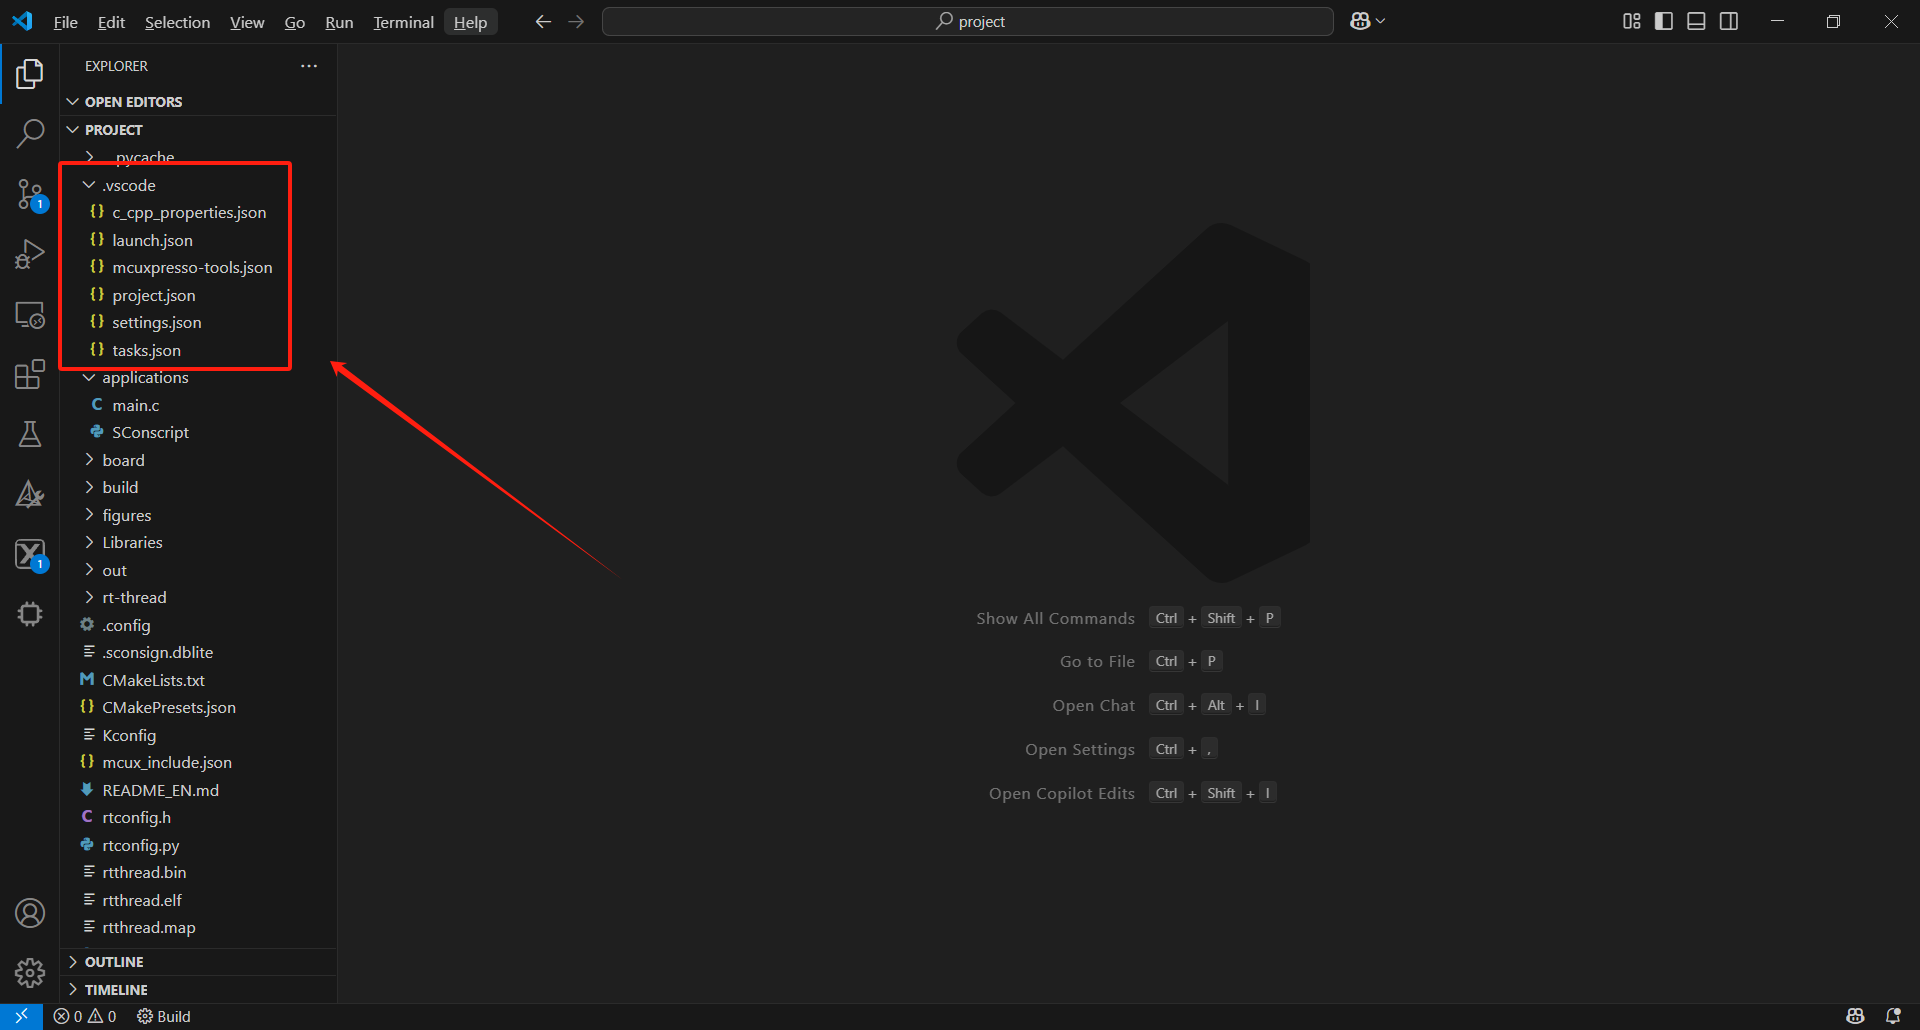 File Edit Selection View Go Run Terminal Help project
EXPLORER
OPEN EDITORS
PROJECT
pycache
.vscode
c_cpp_properties.json
launch.json
mcuxpresso-tools.json
project.json
settings.json
tasks.json
applications
main.c
SConscript
board
build
figures
Libraries
out
rt-thread
.config
.sconsign.dblite
CMakeLists.txt
CMakePresets.json
Kconfig
mcux_include.json
README_EN.md
rtconfig.h
rtconfig.py
rtthread.bin
rtthread.elf
rtthread.map
OUTLINE
TIMELINE
1
1
Show All Commands Ctrl + Shift + P
Go to File Ctrl + P
Open Chat Ctrl + Alt + I
Open Settings Ctrl + ,
Open Copilot Edits Ctrl + Shift + I
0 0 Build